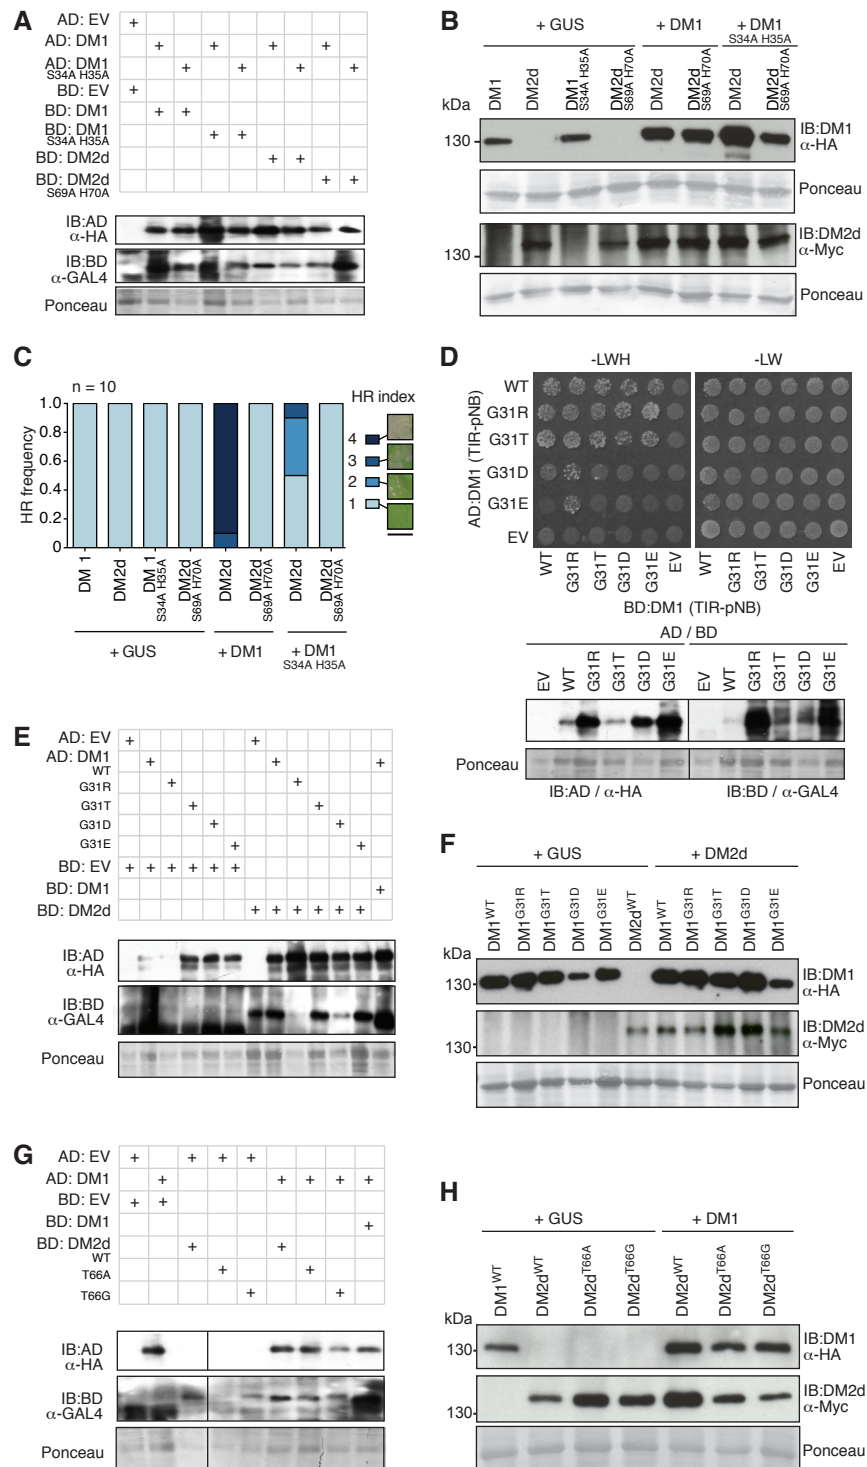 A
AD: EV + 
AD: DM1 + + + +
AD: DM1 + + + +
S34A H35A
BD: EV +
BD: DM1 + +
BD: DM1 + +
S34A H35A
BD: DM2d + +
BD: DM2d + +
S69A H70A
IB:AD
α-HA
IB:BD
α-GAL4
Ponceau
B
+ GUS + DM1 + DM1
S34A H35A
DM1
DM2d
DM1
S34A H35A
DM2d
S69A H70A
DM2d
DM2d
S69A H70A
DM2d
DM2d
S69A H70A
kDa
130
IB:DM1
α-HA
Ponceau
130
IB:DM2d
α-Myc
Ponceau
C
n = 10
HR frequency
1.0
0.8
0.6
0.4
0.2
0
HR index
4
3
2
1
DM 1
DM2d
DM 1
S34A H35A
DM2d
S69A H70A
DM2d
DM2d
S69A H70A
DM2d
DM2d
S69A H70A
+ GUS + DM1 + DM1
S34A H35A
D
-LWH -LW
AD:DM1 (TIR-pNB)
WT
G31R
G31T
G31D
G31E
EV
WT G31R G31T G31D G31E EV WT G31R G31T G31D G31E EV
BD:DM1 (TIR-pNB)
AD / BD
EV WT G31R G31T G31D G31E EV WT G31R G31T G31D G31E
Ponceau
IB:AD / α-HA IB:BD / α-GAL4
E
AD: EV + +
AD: DM1 + + +
WT
G31R + +
G31T + +
G31D + +
G31E + +
BD: EV + + + + + +
BD: DM1 +
BD: DM2d + + + + + +
IB:AD
α-HA
IB:BD
α-GAL4
Ponceau
F
+ GUS + DM2d
DM1WT DM1G31R DM1G31T DM1G31D DM1G31E DM2dWT DM1WT DM1G31R DM1G31T DM1G31D DM1G31E
kDa
130
IB:DM1
α-HA
130
IB:DM2d
α-Myc
Ponceau
G
AD: EV + + + +
AD: DM1 + + + + +
BD: EV + +
BD: DM1 +
BD: DM2d + +
WT
T66A + +
T66G + +
IB:AD
α-HA
IB:BD
α-GAL4
Ponceau
H
+ GUS + DM1
DM1WT DM2dWT DM2dT66A DM2dT66G DM2dWT DM2dT66A DM2dT66G
kDa
130
IB:DM1
α-HA
130
IB:DM2d
α-Myc
Ponceau